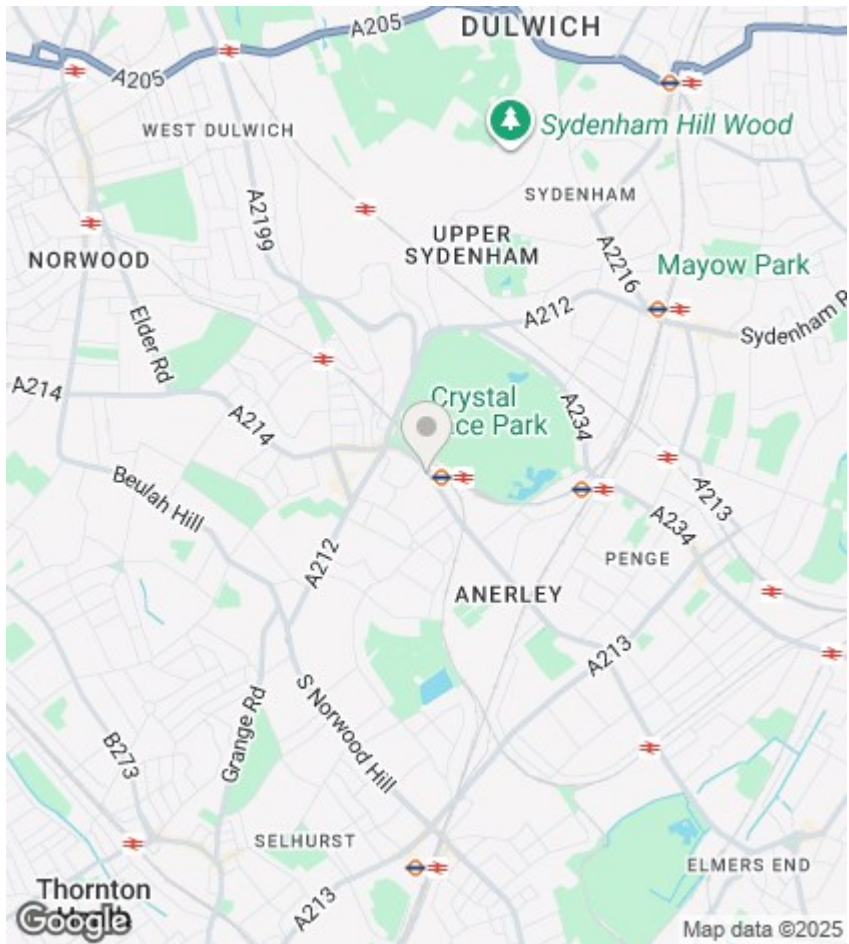 A205
DULWICH
A205
WEST DULWICH
Sydenham Hill Wood
SYDENHAM
A2199
UPPER
SYDENHAM
A2216
NORWOOD
Mayow Park
Elder Rd
A212
Sydenham R
A214
Crystal
ace Park
A234
A214
Beulah Hill
A213
A234
A212
PENGE
ANERLEY
A213
S Norwood Hill
Grange Rd
B273
SELHURST
ELMERS END
Thornton
A213
Google
Map data ©2025